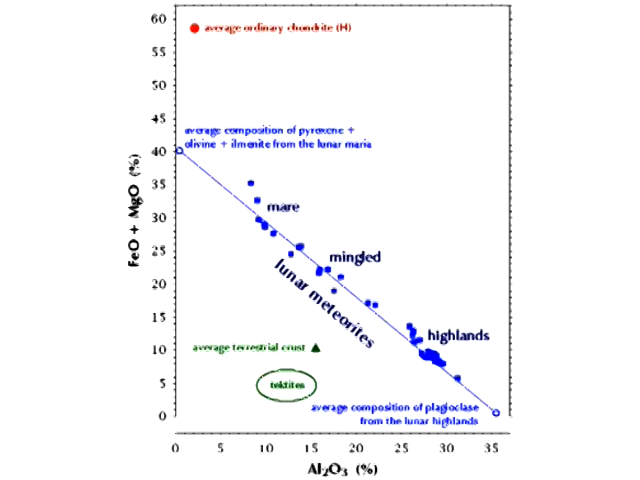 60
average ordinary chondrite (H)
55
50
45
average composition of pyroxene +
olivine + ilmenite from the lunar maria
40
35
mare
30
FeO + MgO (%)
25
mingled
lunar meteorites
20
15
highlands
average terrestrial crust
10
tektites
5
average composition of plagioclase
from the lunar highlands
0
0 5 10 15 20 25 30 35
Al₂O₃ (%)